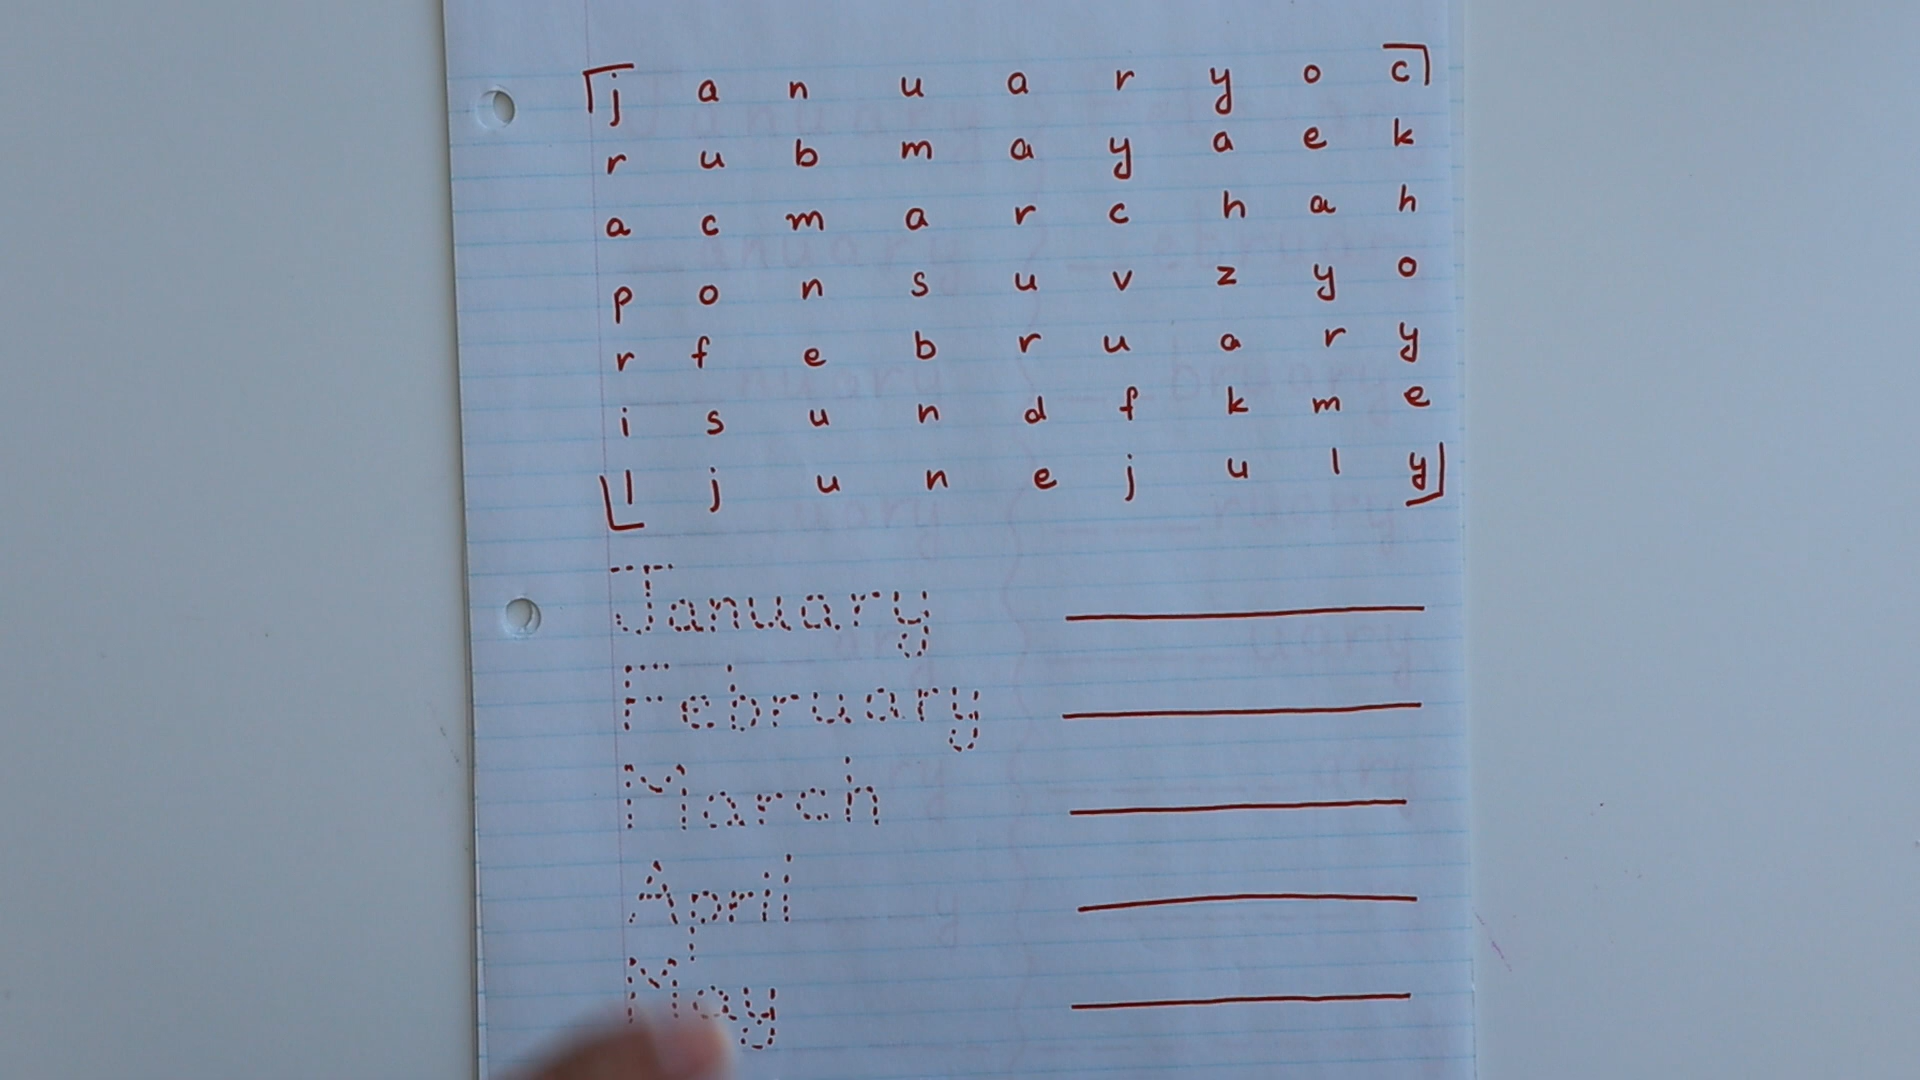 j a n u a r y o c
r u b m a y a e k
a c m a r c h a h
p o n s u v z y o
r f e b r u a r y
i s u n d f k m e
l j u n e j u l y
January
February
March
April
May